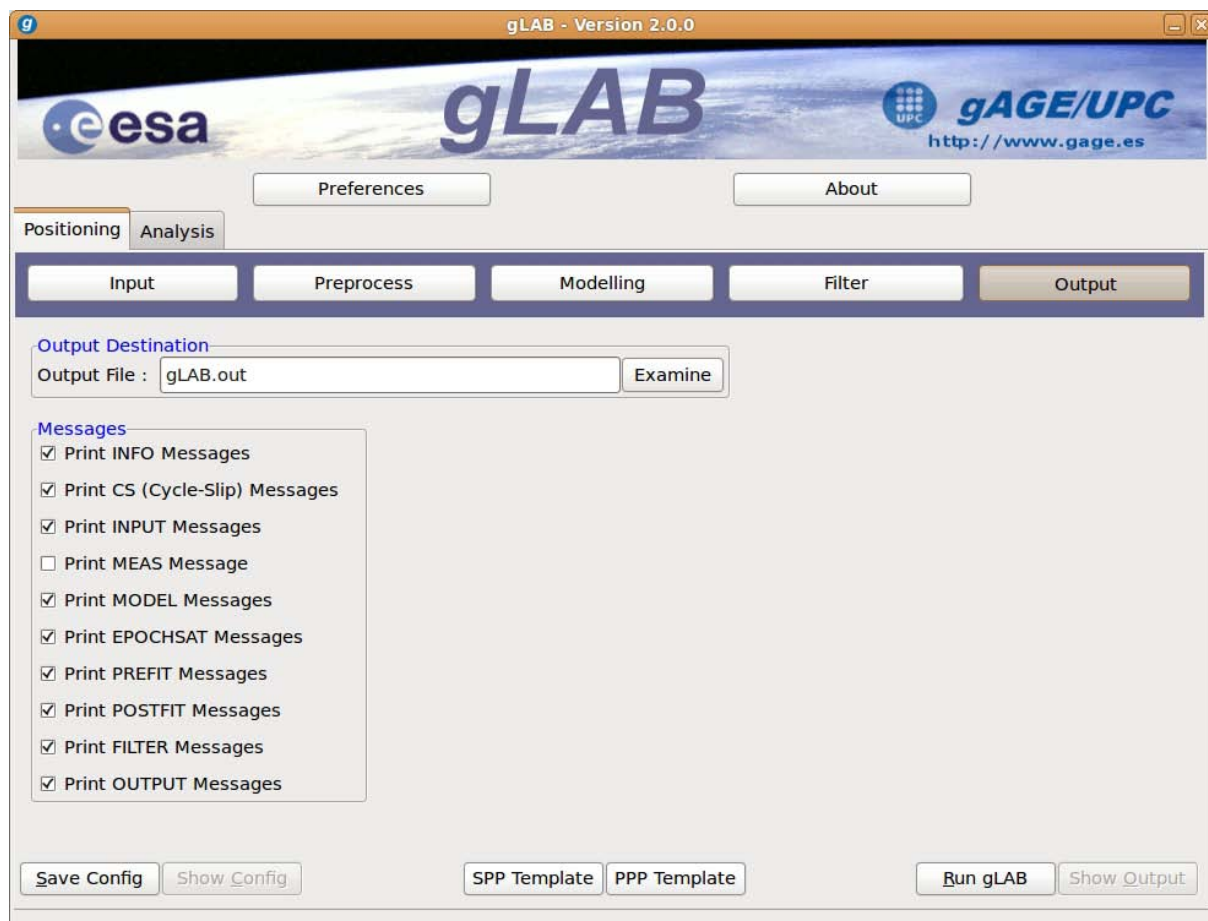 g gLAB - Version 2.0.0
esa gLAB UPC gAGE/UPC
http://www.gage.es
Preferences About
Positioning Analysis
Input Preprocess Modelling Filter Output
Output Destination
Output File : gLAB.out Examine
Messages
Print INFO Messages
Print CS (Cycle-Slip) Messages
Print INPUT Messages
Print MEAS Message
Print MODEL Messages
Print EPOCHSAT Messages
Print PREFIT Messages
Print POSTFIT Messages
Print FILTER Messages
Print OUTPUT Messages
Save Config Show Config SPP Template PPP Template Run gLAB Show Output